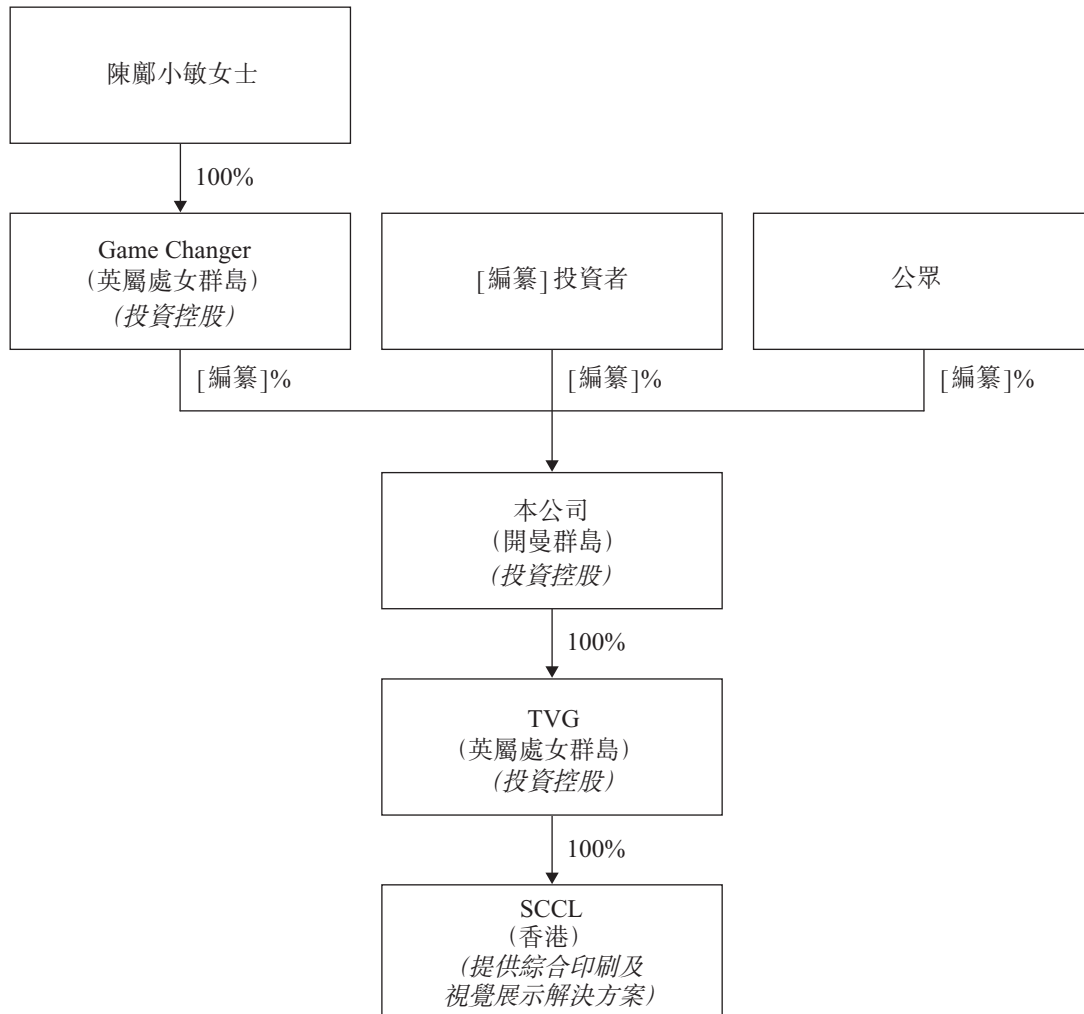 陳鄺小敏女士
100%
Game Changer
（英屬處女群島）
（投資控股）
[編纂]投資者
公眾
[編纂]%
[編纂]%
[編纂]%
本公司
（開曼群島）
（投資控股）
100%
TVG
（英屬處女群島）
（投資控股）
100%
SCCL
（香港）
（提供綜合印刷及
視覺展示解決方案）